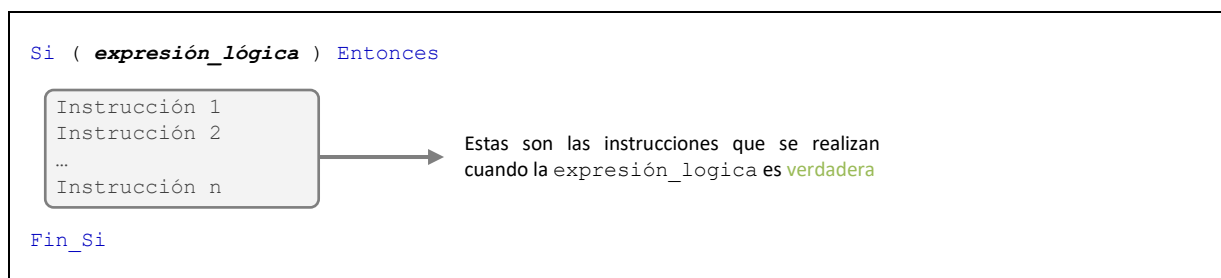 Si ( expresión_lógica ) Entonces
Instrucción 1
Instrucción 2
…
Instrucción n
Estas son las instrucciones que se realizan
cuando la expresión_logica es verdadera
Fin_Si